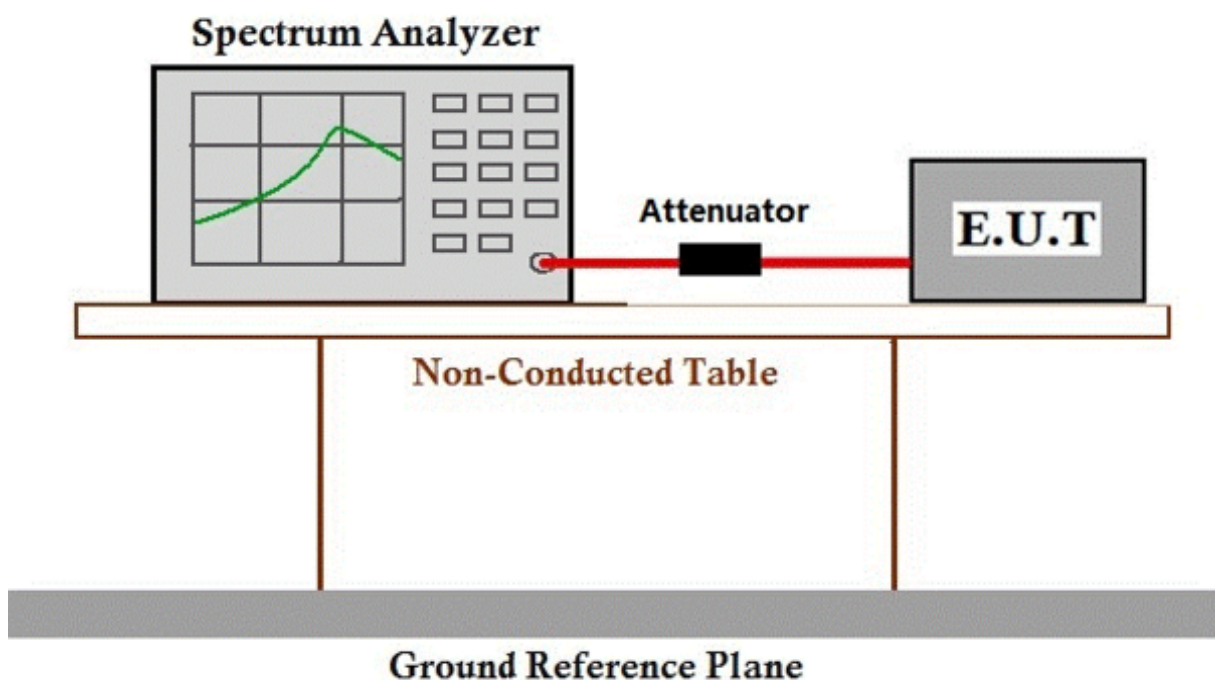 Spectrum Analyzer
Attenuator
E.U.T
Non-Conducted Table
Ground Reference Plane